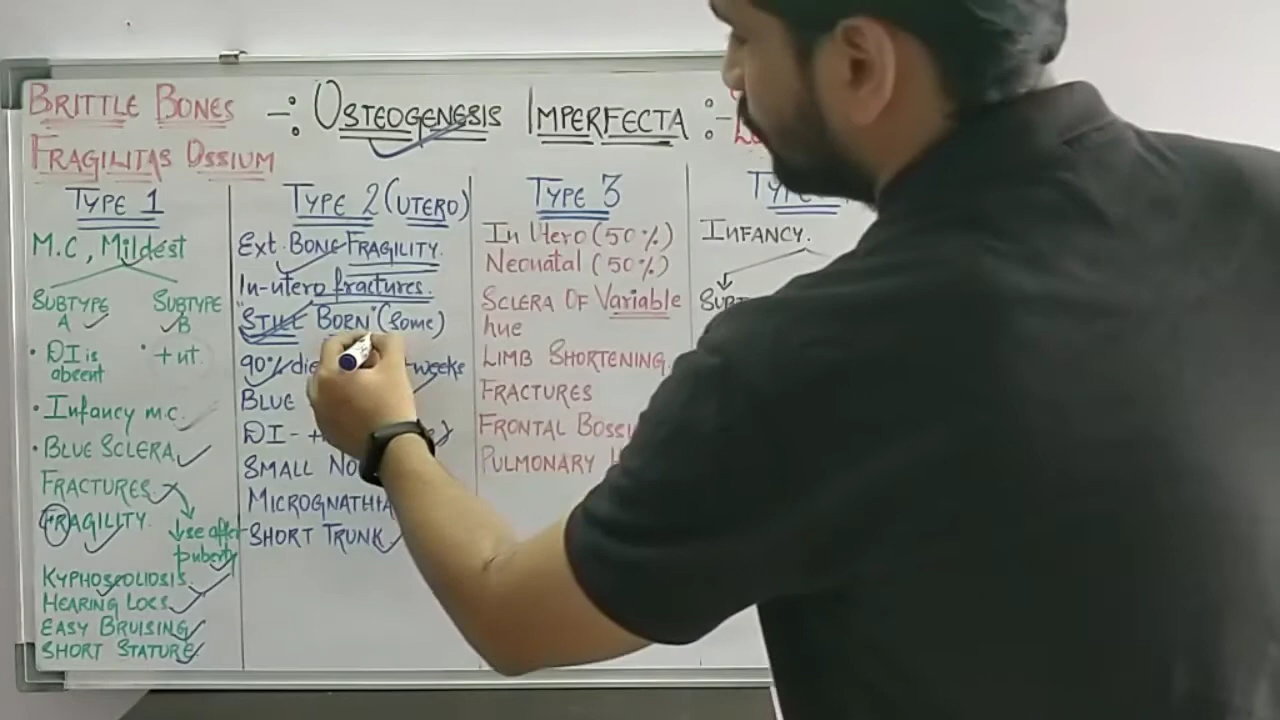 BRITTLE BONES -: OSTEOGENESIS IMPERFECTA :-
FRAGILITAS OSSIUM
TYPE 1
M.C, Mildest
SUBTYPE A
SUBTYPE B
• DI is absent
• +nt.
• Infancy m.c.
• BLUE SCLERA
FRACTURES
FRAGILITY.
↓se after puberty
KYPHOSCOLIOSIS.
HEARING LOSS
EASY BRUISING
SHORT STATURE
TYPE 2 (UTERO)
Ext. BONE FRAGILITY.
In-utero fractures.
"STILL BORN" (Some)
90% die weeks
BLUE
DI -
SMALL
MICROGNATHIA
SHORT TRUNK
TYPE 3
In Utero (50%)
Neonatal (50%)
SCLERA OF Variable
hue
LIMB SHORTENING.
FRACTURES
FRONTAL
PULMONARY
INFANCY.